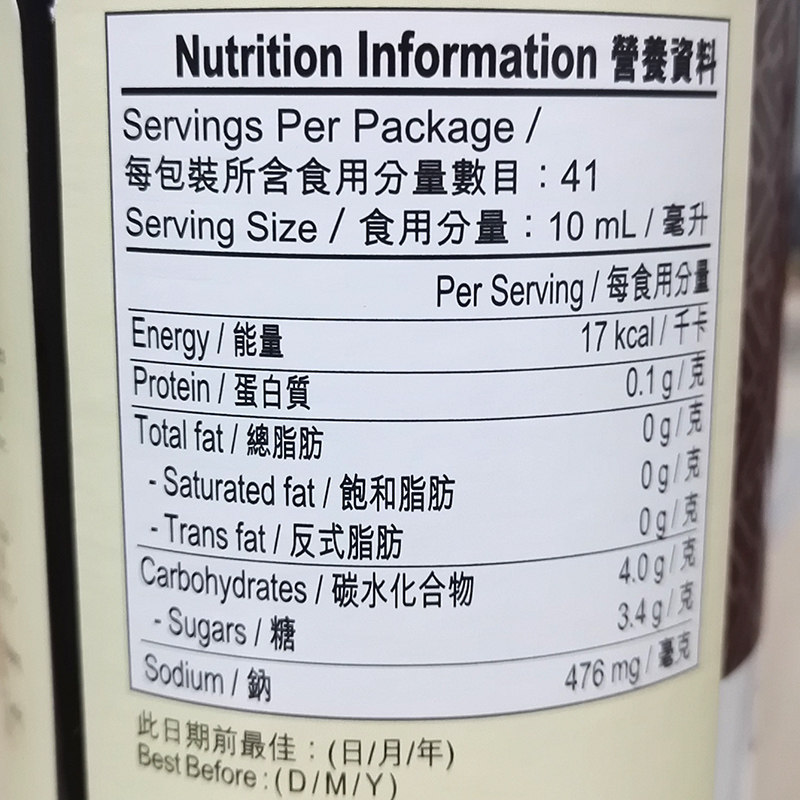 Nutrition Information 營養資料
Servings Per Package /
每包裝所含食用分量數目：41
Serving Size / 食用分量：10 mL / 毫升
Per Serving / 每食用分量
Energy / 能量 17 kcal / 千卡
Protein / 蛋白質 0.1 g / 克
Total fat / 總脂肪 0 g / 克
- Saturated fat / 飽和脂肪 0 g / 克
- Trans fat / 反式脂肪 0 g / 克
Carbohydrates / 碳水化合物 4.0 g / 克
- Sugars / 糖 3.4 g / 克
Sodium / 鈉 476 mg / 毫克
此日期前最佳：(日/月/年)
Best Before : (D/M/Y)